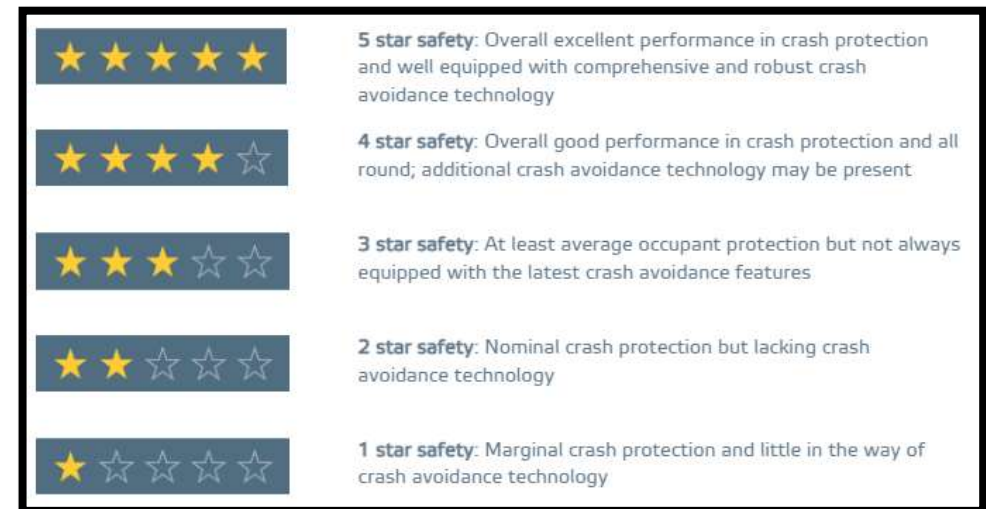 5 star safety: Overall excellent performance in crash protection
and well equipped with comprehensive and robust crash
avoidance technology
4 star safety: Overall good performance in crash protection and all
round; additional crash avoidance technology may be present
3 star safety: At least average occupant protection but not always
equipped with the latest crash avoidance features
2 star safety: Nominal crash protection but lacking crash
avoidance technology
1 star safety: Marginal crash protection and little in the way of
crash avoidance technology